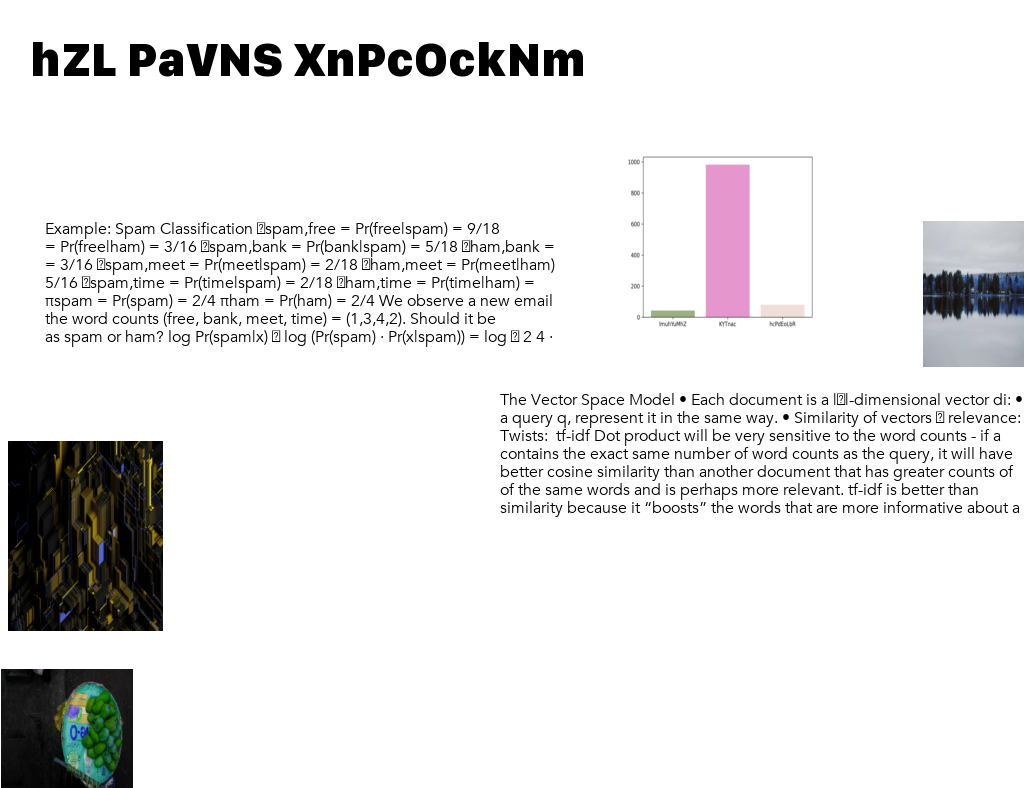 hZL PaVNS XnPcOckNm
Example: Spam Classification �spam,free = Pr(free|spam) = 9/18
= Pr(free|ham) = 3/16 �spam,bank = Pr(bank|spam) = 5/18 �ham,bank =
= 3/16 �spam,meet = Pr(meet|spam) = 2/18 �ham,meet = Pr(meet|ham)
5/16 �spam,time = Pr(time|spam) = 2/18 �ham,time = Pr(time|ham) =
πspam = Pr(spam) = 2/4 πham = Pr(ham) = 2/4 We observe a new email
the word counts (free, bank, meet, time) = (1,3,4,2). Should it be
as spam or ham? log Pr(spam|x) � log (Pr(spam) · Pr(x|spam)) = log � 2 4 ·
1000
800
600
400
200
0
lmuhYuMhZ KYTnac hcPdEoLbR
The Vector Space Model • Each document is a |�|-dimensional vector di: •
a query q, represent it in the same way. • Similarity of vectors � relevance:
Twists: tf-idf Dot product will be very sensitive to the word counts - if a
contains the exact same number of word counts as the query, it will have
better cosine similarity than another document that has greater counts of
of the same words and is perhaps more relevant. tf-idf is better than
similarity because it “boosts” the words that are more informative about a